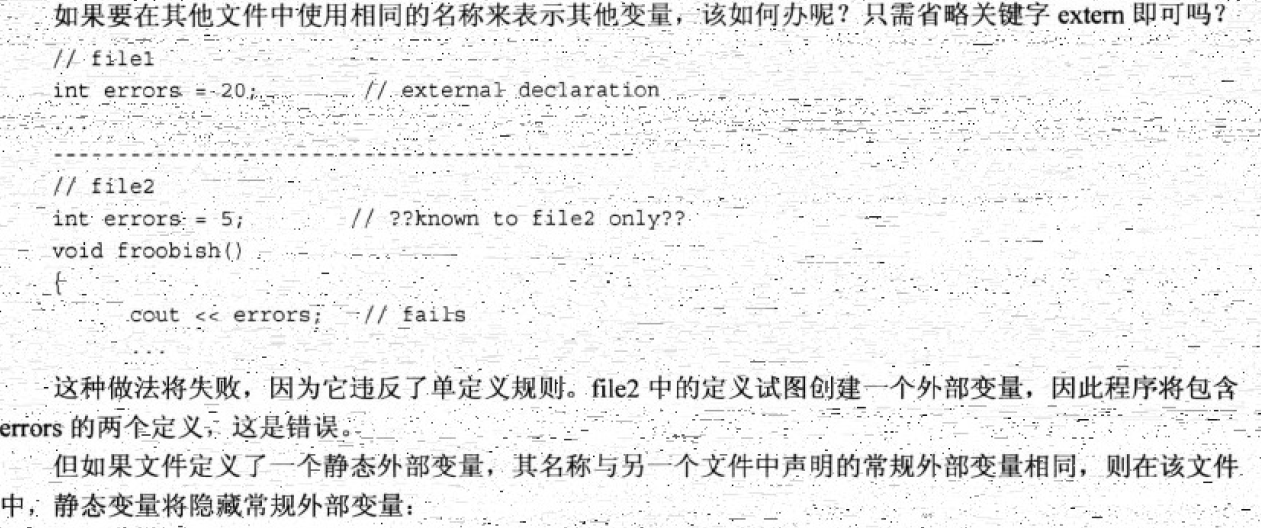 如果要在其他文件中使用相同的名称来表示其他变量，该如何办呢？只需省略关键字 extern 即可吗？
// file1
int errors = 20;          // external declaration
...
---------------------------------------------
// file2
int errors = 5;           // ??known to file2 only??
void froobish()
{
      cout << errors;   // fails
      ...
这种做法将失败，因为它违反了单定义规则。file2 中的定义试图创建一个外部变量，因此程序将包含
errors 的两个定义，这是错误。
但如果文件定义了一个静态外部变量，其名称与另一个文件中声明的常规外部变量相同，则在该文件
中，静态变量将隐藏常规外部变量：